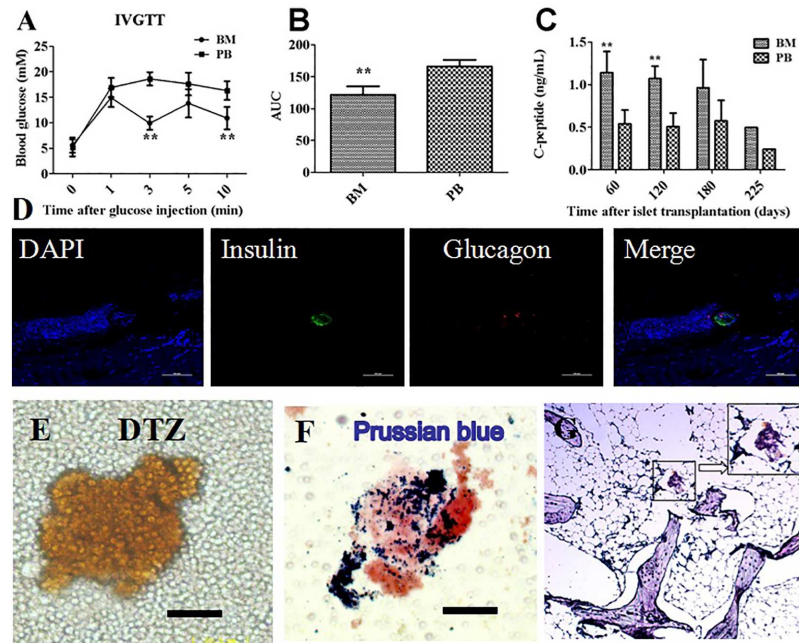 A
IVGTT
BM
PB
Blood glucose (mM)
25
20
15
10
5
0
**
**
0
1
3
5
10
Time after glucose injection (min)
B
AUC
200
150
100
50
0
**
BM
PB
C
BM
PB
C-peptide (ng/mL)
1.5
1.0
0.5
0.0
**
**
60
120
180
225
Time after islet transplantation (days)
D
DAPI
Insulin
Glucagon
Merge
E
DTZ
F
Prussian blue
G